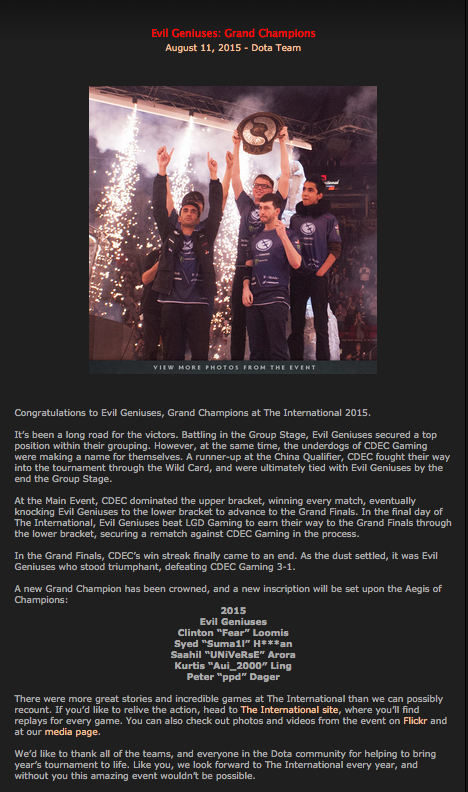 Evil Geniuses: Grand Champions
August 11, 2015 - Dota Team
VIEW MORE PHOTOS FROM THE EVENT
Congratulations to Evil Geniuses, Grand Champions at The International 2015.
It's been a long road for the victors. Battling in the Group Stage, Evil Geniuses secured a top
position within their grouping. However, at the same time, the underdogs of CDEC Gaming
were making a name for themselves. A runner-up at the China Qualifier, CDEC fought their way
into the tournament through the Wild Card, and were ultimately tied with Evil Geniuses by the
end the Group Stage.
At the Main Event, CDEC dominated the upper bracket, winning every match, eventually
knocking Evil Geniuses to the lower bracket to advance to the Grand Finals. In the final day of
The International, Evil Geniuses beat LGD Gaming to earn their way to the Grand Finals through
the lower bracket, securing a rematch against CDEC Gaming in the process.
In the Grand Finals, CDEC's win streak finally came to an end. As the dust settled, it was Evil
Geniuses who stood triumphant, defeating CDEC Gaming 3-1.
A new Grand Champion has been crowned, and a new inscription will be set upon the Aegis of
Champions:
2015
Evil Geniuses
Clinton "Fear" Loomis
Syed "Suma1l" H***an
Saahil "UNiVeRsE" Arora
Kurtis "Aui_2000" Ling
Peter "ppd" Dager
There were more great stories and incredible games at The International than we can possibly
recount. If you'd like to relive the action, head to The International site, where you'll find
replays for every game. You can also check out photos and videos from the event on Flickr and
at our media page.
We'd like to thank all of the teams, and everyone in the Dota community for helping to bring
year's tournament to life. Like you, we look forward to The International every year, and
without you this amazing event wouldn't be possible.